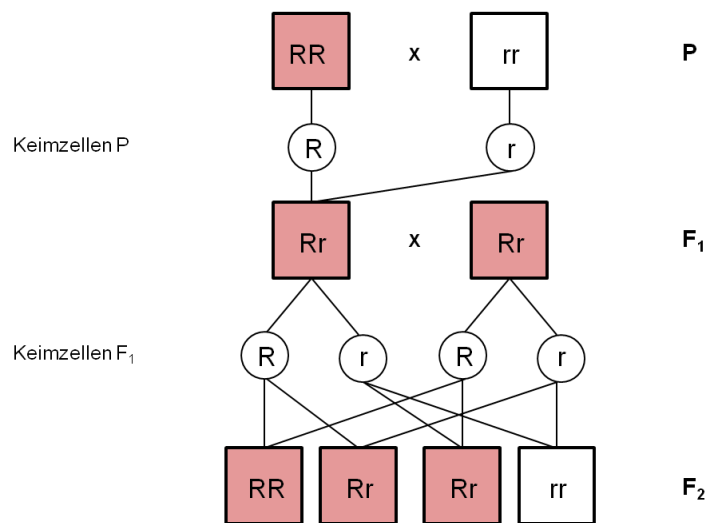 RR x rr P
Keimzellen P R r
Rr x Rr F₁
Keimzellen F₁ R r R r
RR Rr Rr rr F₂